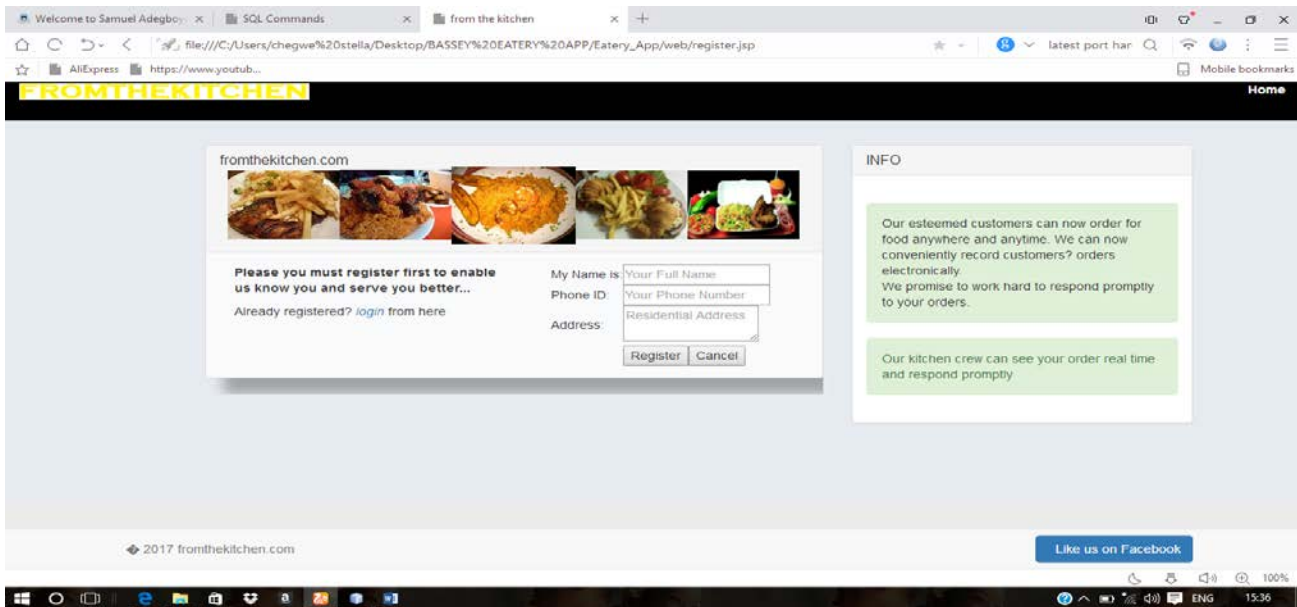 Welcome to Samuel Adegboy
SQL Commands
from the kitchen
file:///C:/Users/chegwe%20stella/Desktop/BASSEY%20EATERY%20APP/Eatery_App/web/register.jsp
latest port har
AliExpress
https://www.youtub...
Mobile bookmarks
FROMTHEKITCHEN
Home
fromthekitchen.com
Please you must register first to enable
us know you and serve you better...
Already registered? login from here
My Name is
Your Full Name
Phone ID:
Your Phone Number
Address:
Residential Address
Register
Cancel
INFO
Our esteemed customers can now order for
food anywhere and anytime. We can now
conveniently record customers? orders
electronically.
We promise to work hard to respond promptly
to your orders.
Our kitchen crew can see your order real time
and respond promptly
� 2017 fromthekitchen.com
Like us on Facebook
100%
ENG
15:36